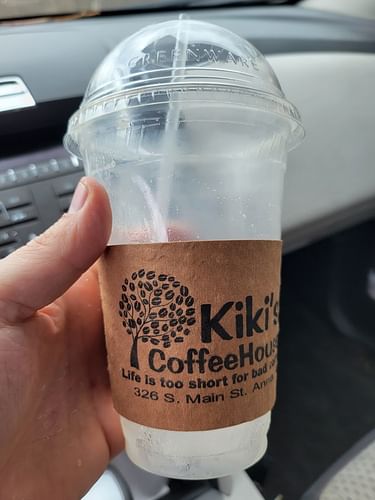 GREENWARE
Kiki's
CoffeeHous
Life is too short for bad
326 S. Main St. Anna